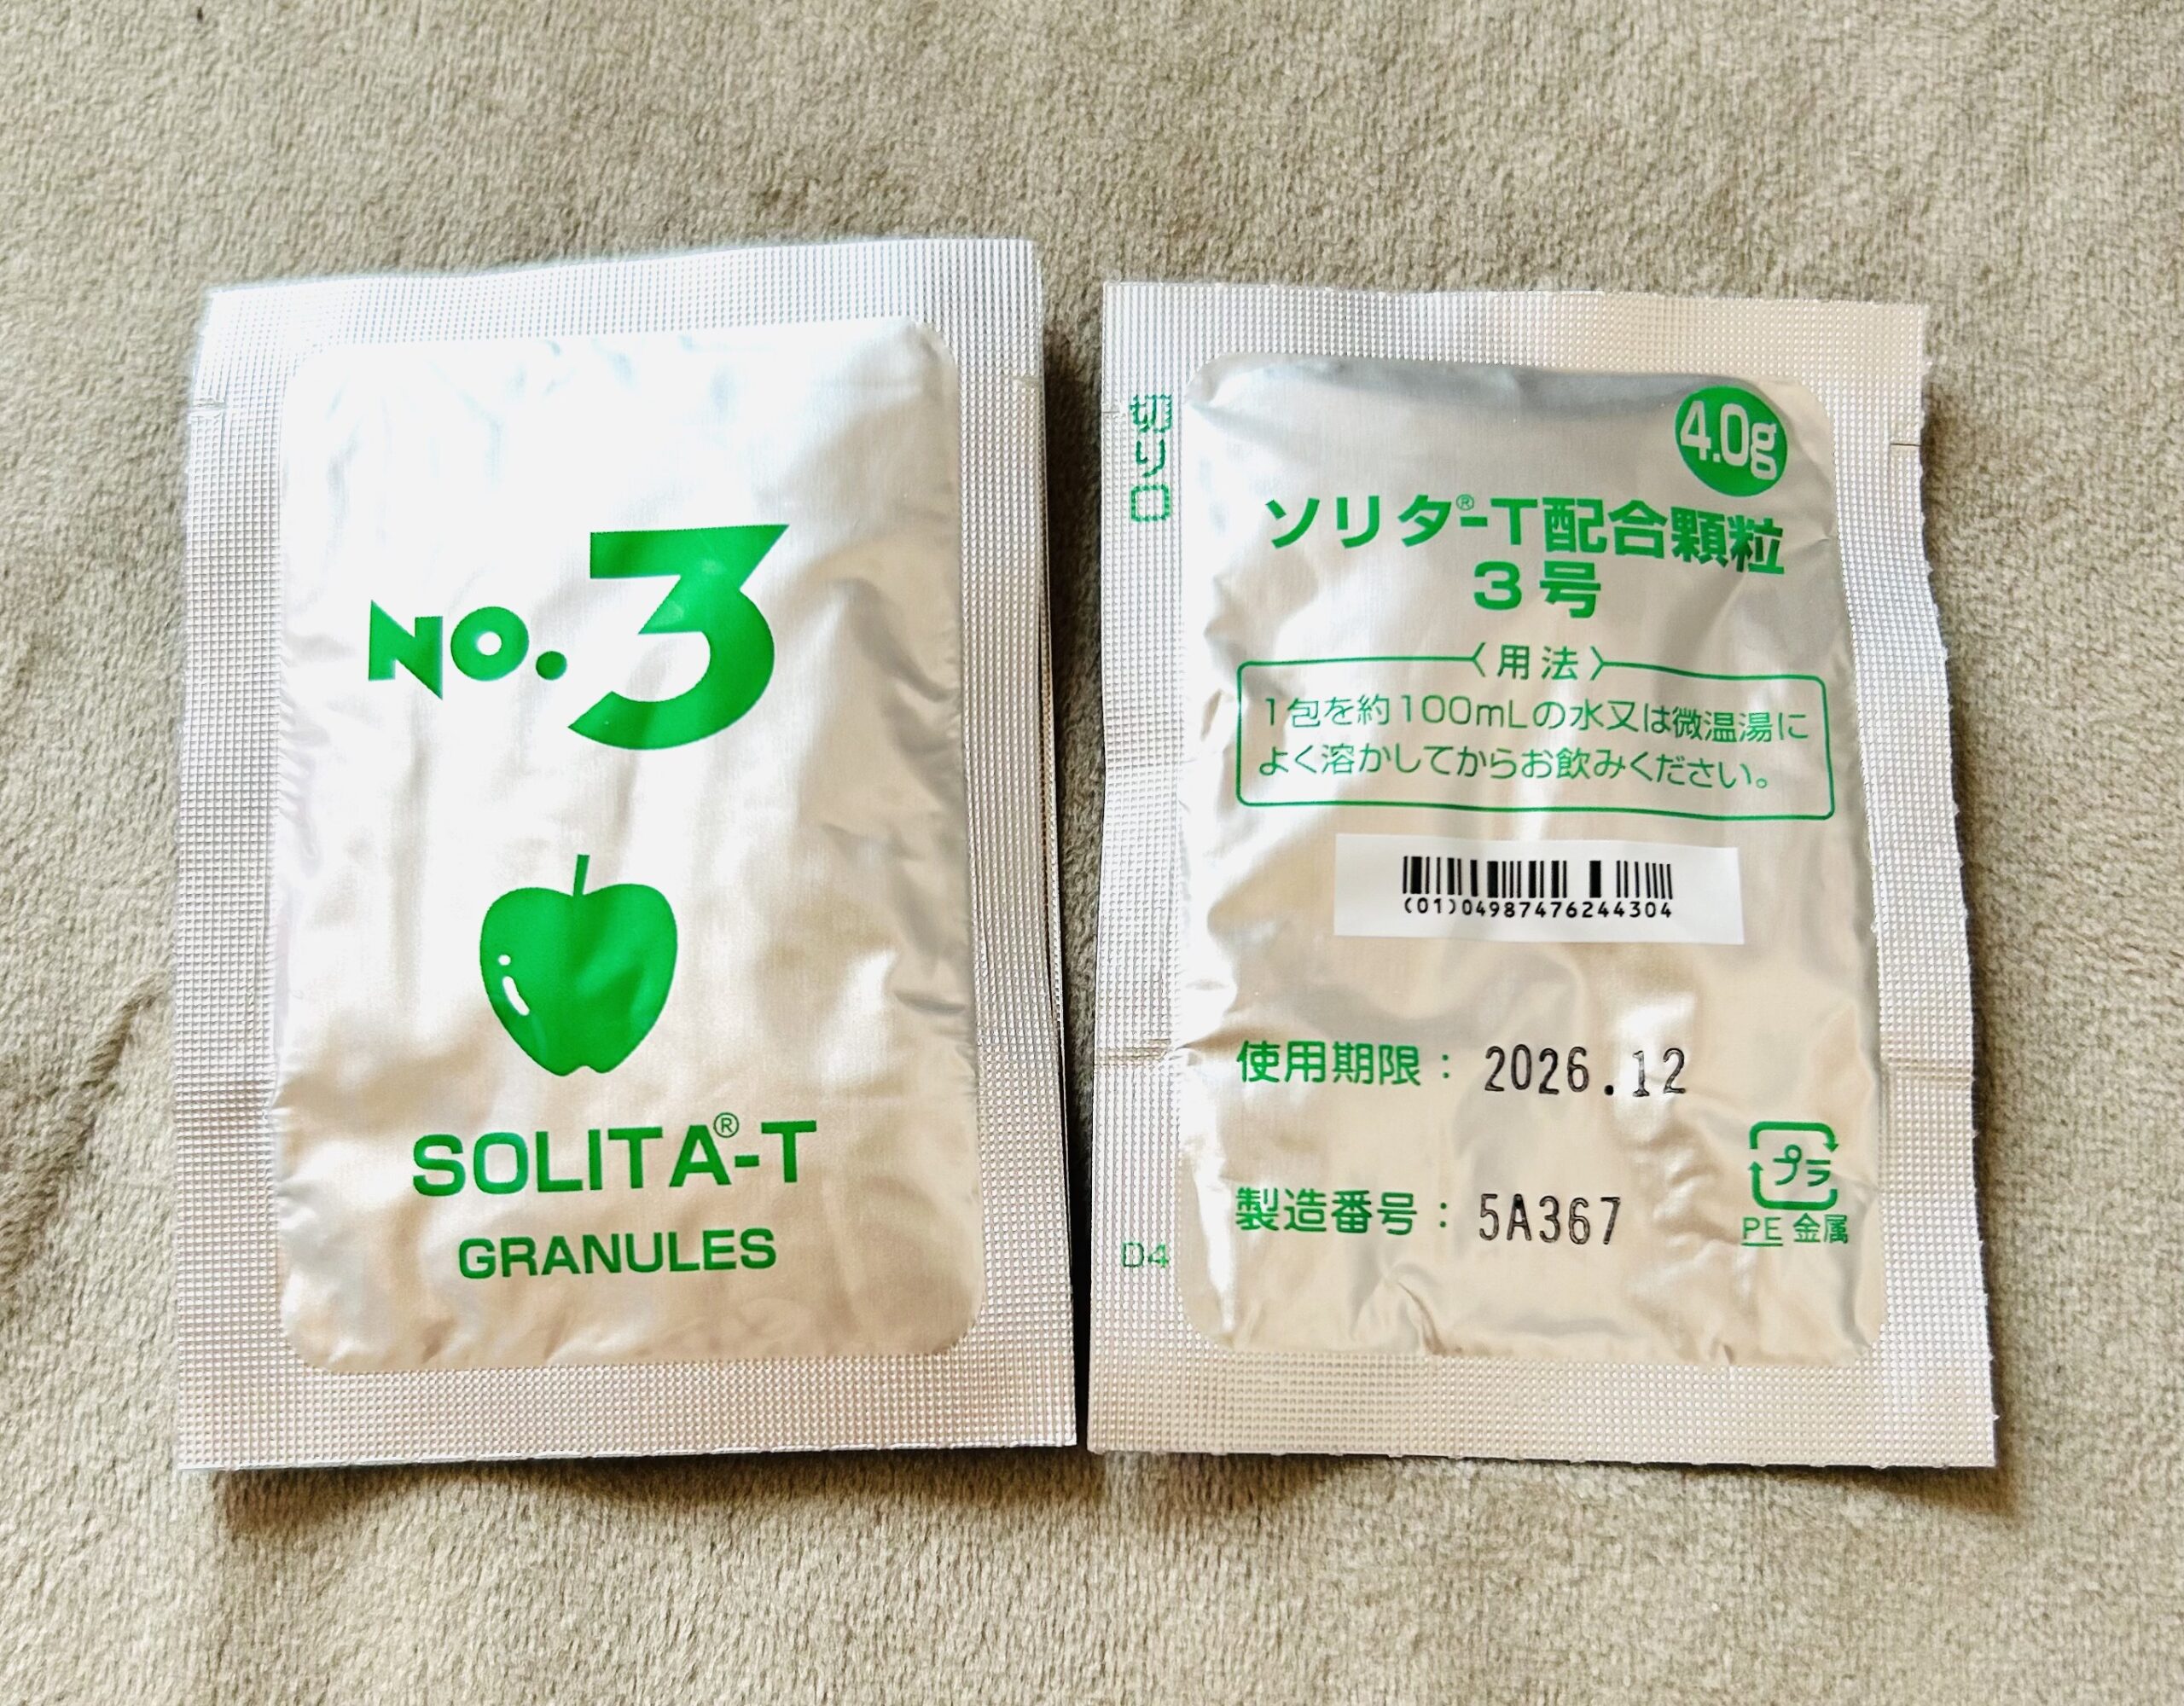 No.3
SOLITA®-T
GRANULES
切り口
4.0g
ソリタ®-T配合顆粒
3号
〈用法〉
1包を約100mLの水又は微温湯に
よく溶かしてからお飲みください。
(01)04987476244304
使用期限: 2026.12
製造番号: 5A367
プラ
PE 金属
D4